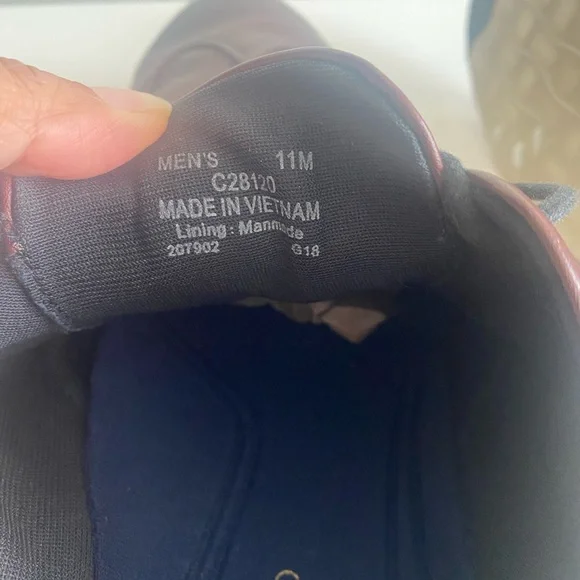 MEN'S 11M
C28120
MADE IN VIETNAM
Lining : Manmade
207902 G18